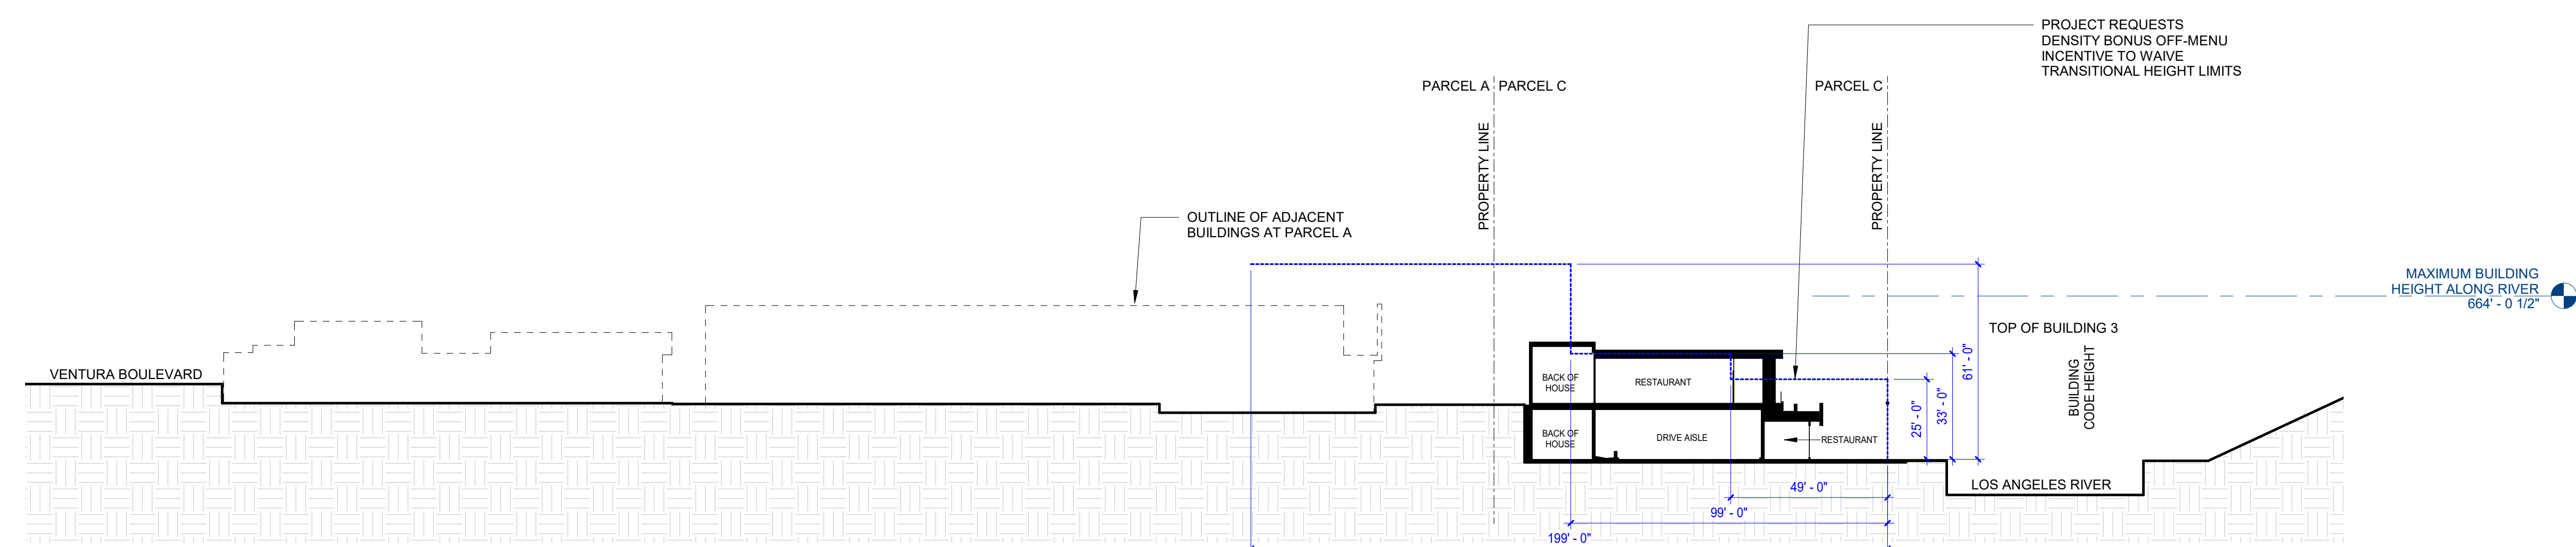 PROJECT REQUESTS
DENSITY BONUS OFF-MENU
INCENTIVE TO WAIVE
TRANSITIONAL HEIGHT LIMITS
PARCEL A
PARCEL C
PARCEL C
PROPERTY LINE
PROPERTY LINE
OUTLINE OF ADJACENT
BUILDINGS AT PARCEL A
MAXIMUM BUILDING
HEIGHT ALONG RIVER
664' - 0 1/2"
TOP OF BUILDING 3
BUILDING
CODE HEIGHT
61' - 0"
33' - 0"
25' - 0"
VENTURA BOULEVARD
BACK OF
HOUSE
RESTAURANT
BACK OF
HOUSE
DRIVE AISLE
RESTAURANT
LOS ANGELES RIVER
49' - 0"
99' - 0"
199' - 0"